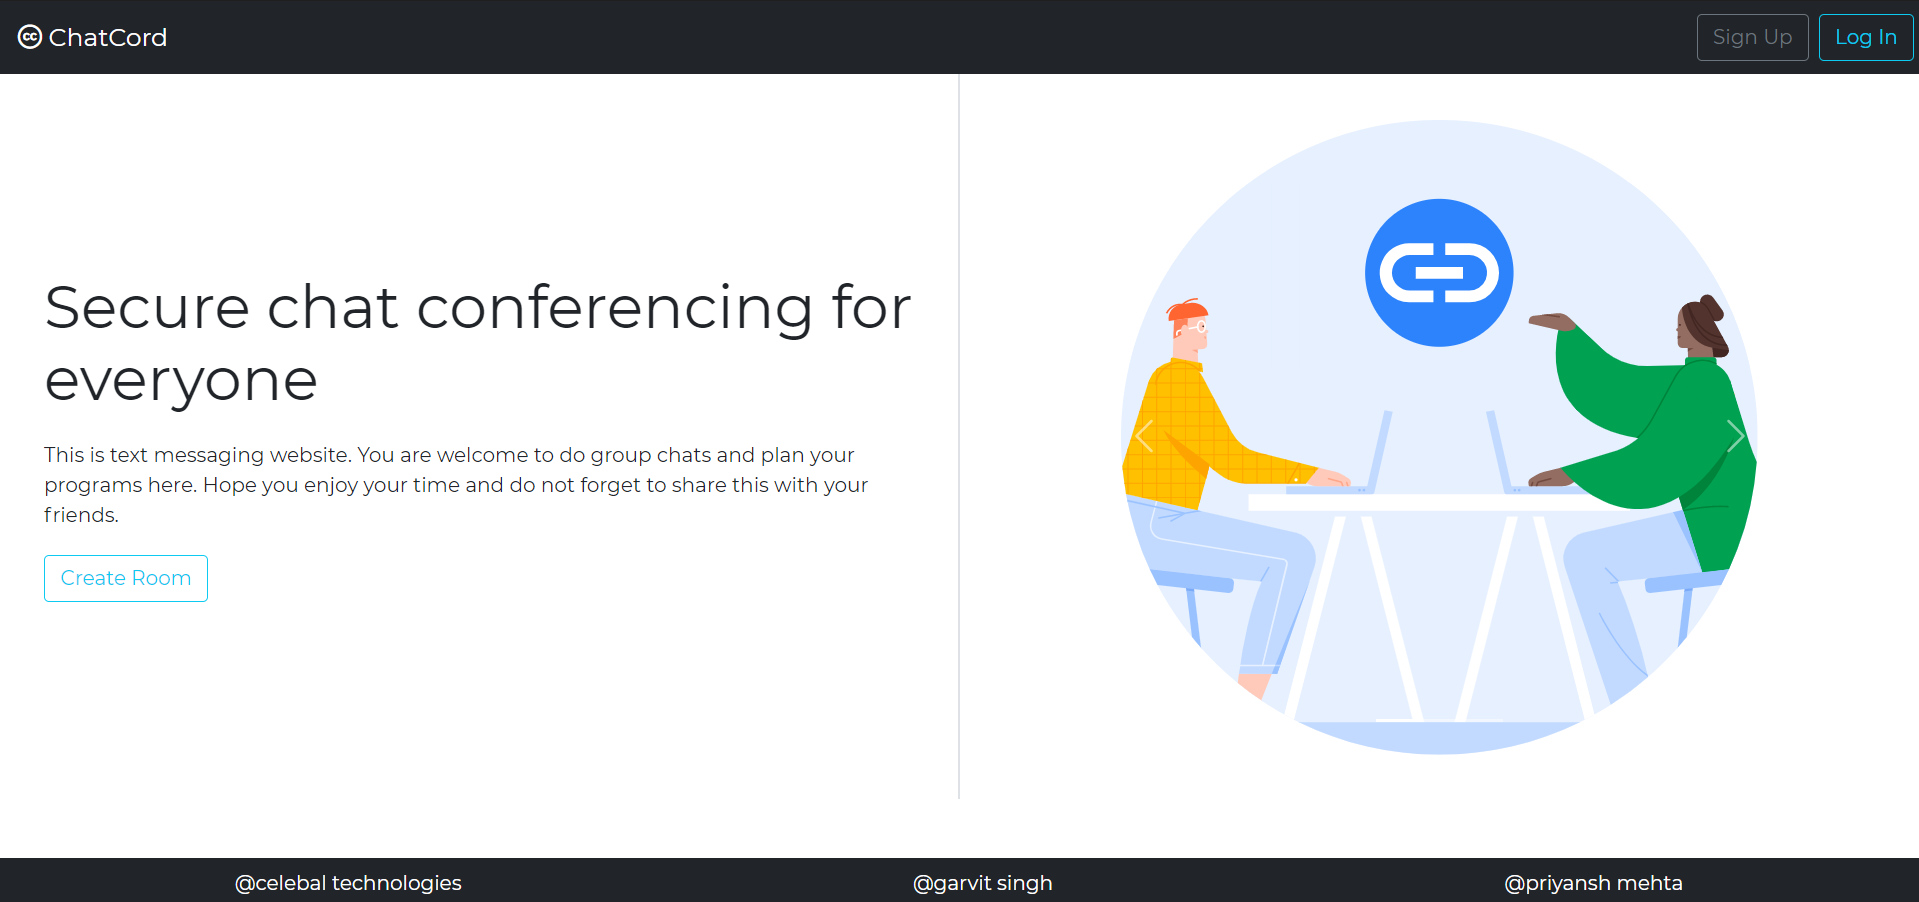 ChatCord
Sign Up
Log In
Secure chat conferencing for
everyone
This is text messaging website. You are welcome to do group chats and plan your
programs here. Hope you enjoy your time and do not forget to share this with your
friends.
Create Room
@celebal technologies
@garvit singh
@priyansh mehta